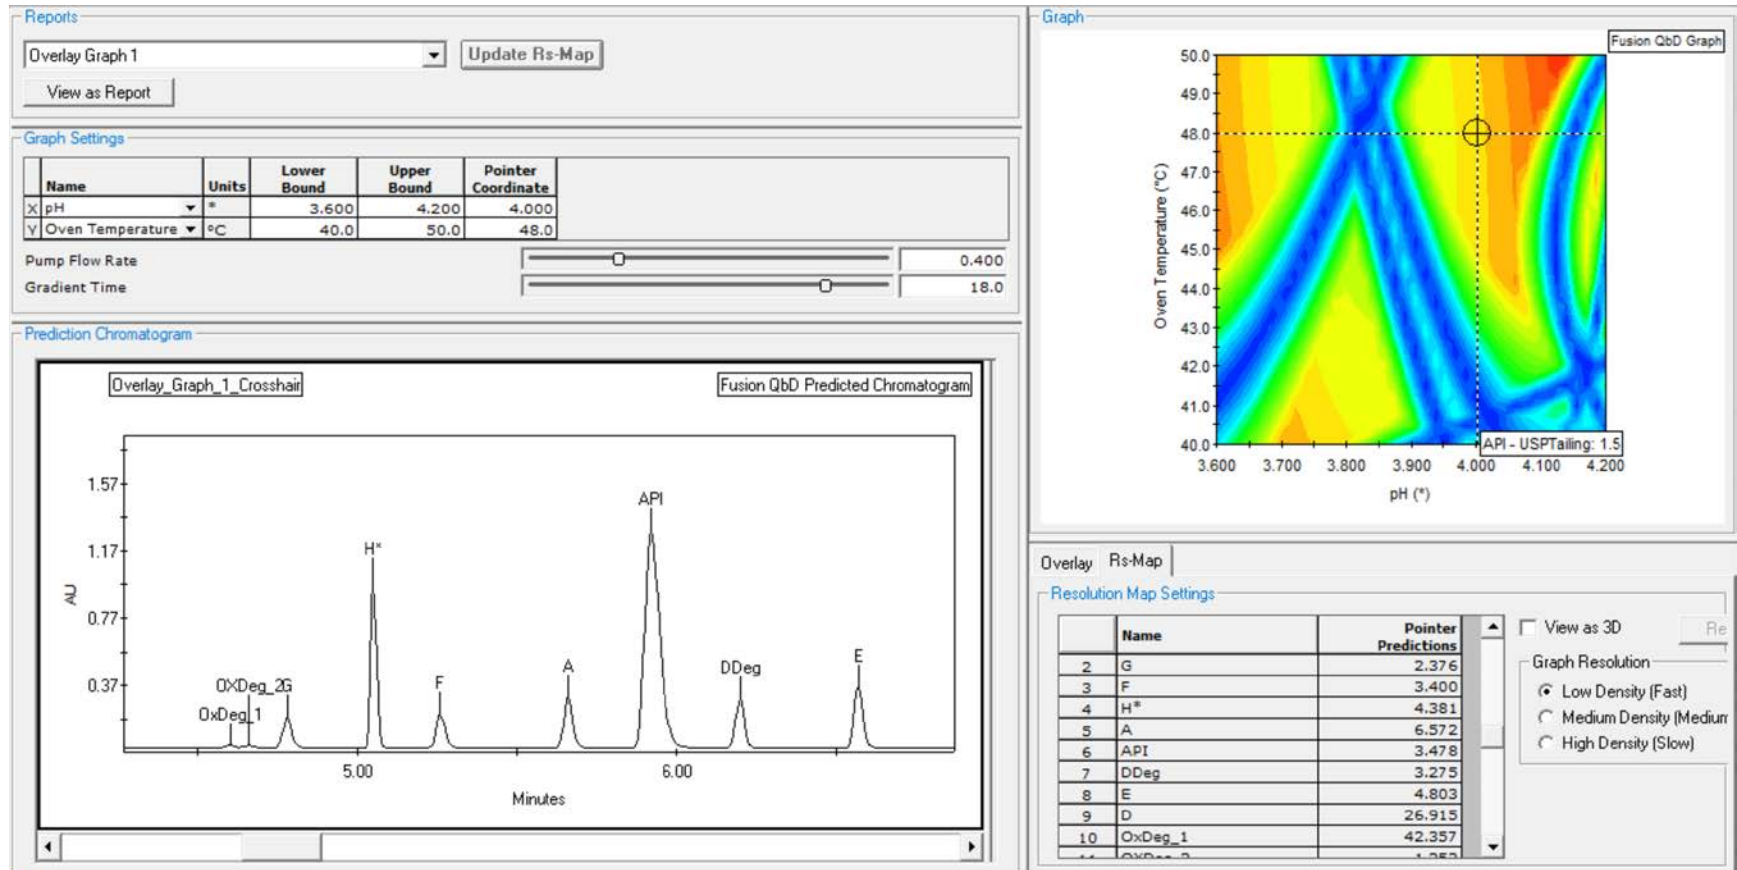 Reports
Overlay Graph 1
Update Rs-Map
View as Report
Graph Settings
Name Units Lower Bound Upper Bound Pointer Coordinate
X pH * 3.600 4.200 4.000
Y Oven Temperature °C 40.0 50.0 48.0
Pump Flow Rate 0.400
Gradient Time 18.0
Prediction Chromatogram
Overlay_Graph_1_Crosshair
Fusion QbD Predicted Chromatogram
1.57
1.17
0.77
0.37
AU
OxDeg_1
OXDeg_2G
H*
F
A
API
DDeg
E
5.00 6.00
Minutes
Graph
Fusion QbD Graph
50.0
49.0
48.0
47.0
46.0
45.0
44.0
43.0
42.0
41.0
40.0
Oven Temperature (°C)
API - USPTailing: 1.5
3.600 3.700 3.800 3.900 4.000 4.100 4.200
pH (*)
Overlay Rs-Map
Resolution Map Settings
Name Pointer Predictions
2 G 2.376
3 F 3.400
4 H* 4.381
5 A 6.572
6 API 3.478
7 DDeg 3.275
8 E 4.803
9 D 26.915
10 OxDeg_1 42.357
View as 3D
Re
Graph Resolution
Low Density (Fast)
Medium Density (Medium
High Density (Slow)